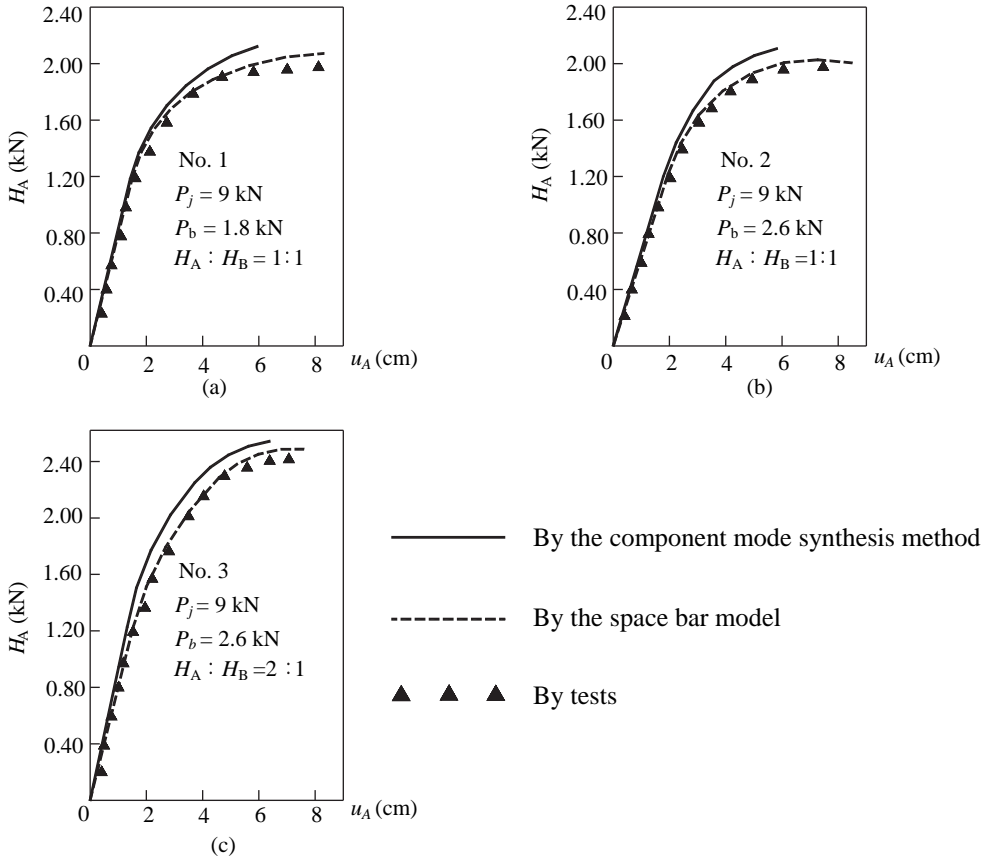 2.40
2.00
1.60
1.20
0.80
0.40
0
2
4
6
8
H_A (kN)
u_A (cm)
No. 1
P_j = 9 kN
P_b = 1.8 kN
H_A : H_B = 1:1
(a)
2.40
2.00
1.60
1.20
0.80
0.40
0
2
4
6
8
H_A (kN)
u_A (cm)
No. 2
P_j = 9 kN
P_b = 2.6 kN
H_A : H_B =1:1
(b)
2.40
2.00
1.60
1.20
0.80
0.40
0
2
4
6
8
H_A (kN)
u_A (cm)
No. 3
P_j = 9 kN
P_b = 2.6 kN
H_A : H_B =2 :1
(c)
By the component mode synthesis method
By the space bar model
By tests